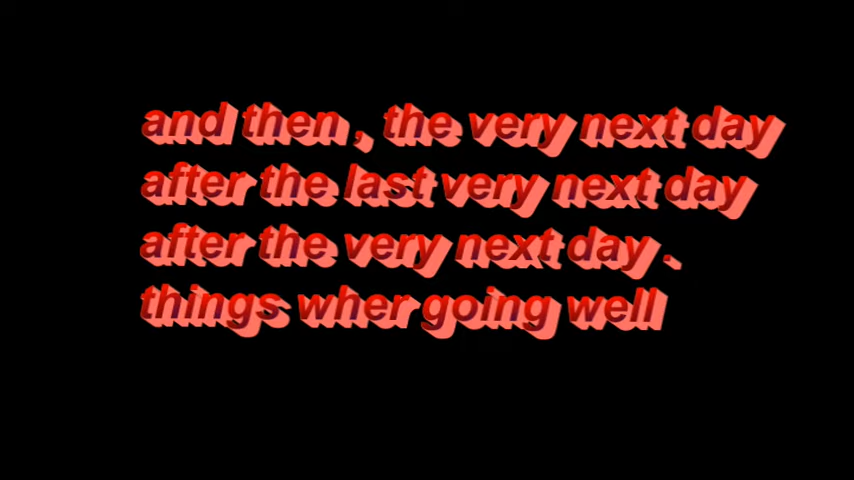 and then , the very next day
after the last very next day
after the very next day .
things wher going well